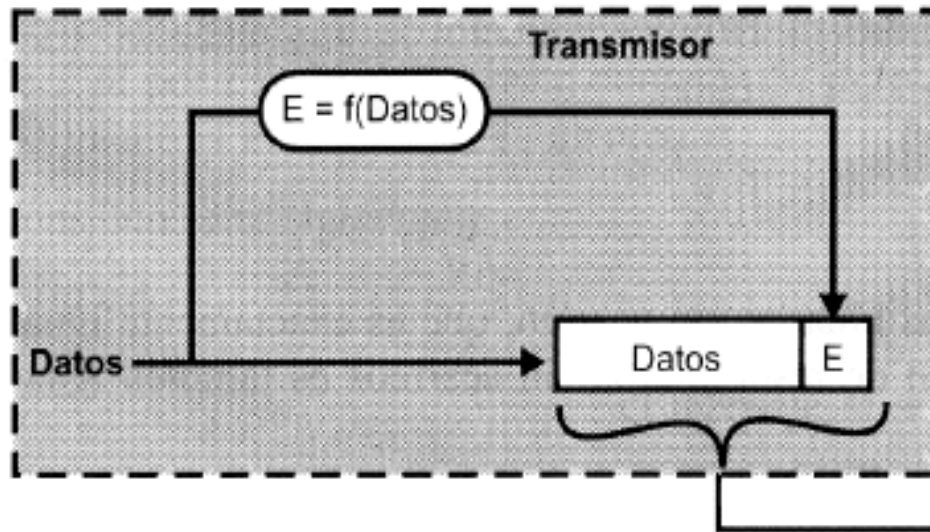 Transmisor
E = f(Datos)
Datos
Datos
E